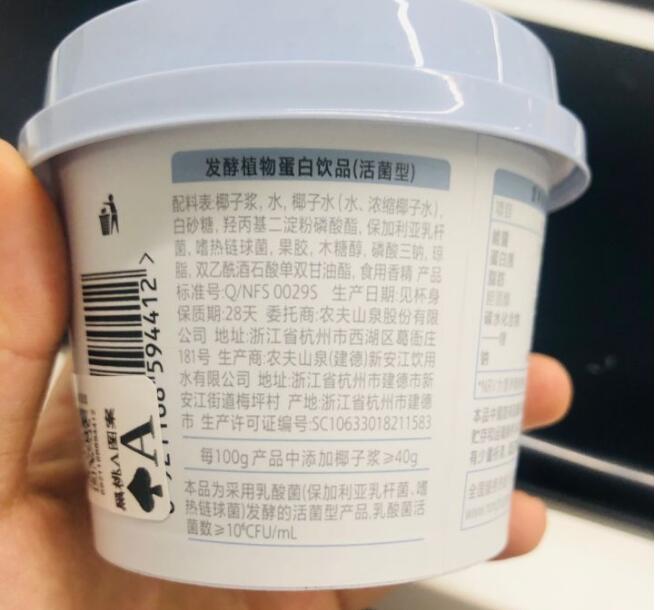 发酵植物蛋白饮品(活菌型)
配料表:椰子浆, 水, 椰子水(水、浓缩椰子水),
白砂糖, 羟丙基二淀粉磷酸酯, 保加利亚乳杆
菌, 嗜热链球菌, 果胶, 木糖醇, 磷酸三钠, 琼
脂, 双乙酰酒石酸单双甘油酯, 食用香精 产品
标准号:Q/NFS 0029S 生产日期:见杯身
保质期:28天 委托商:农夫山泉股份有限
公司 地址:浙江省杭州市西湖区葛衙庄
181号 生产商:农夫山泉(建德)新安江饮用
水有限公司 地址:浙江省杭州市建德市新
安江街道梅坪村 产地:浙江省杭州市建德
市 生产许可证编号:SC10633018211583
每100g产品中添加椰子浆≥40g
本品为采用乳酸菌(保加利亚乳杆菌、嗜
热链球菌)发酵的活菌型产品,乳酸菌活
菌数≥10⁶CFU/mL
594412 >
黑桃A图案
A
项目
能量
蛋白质
脂肪
碳水化合物
钠